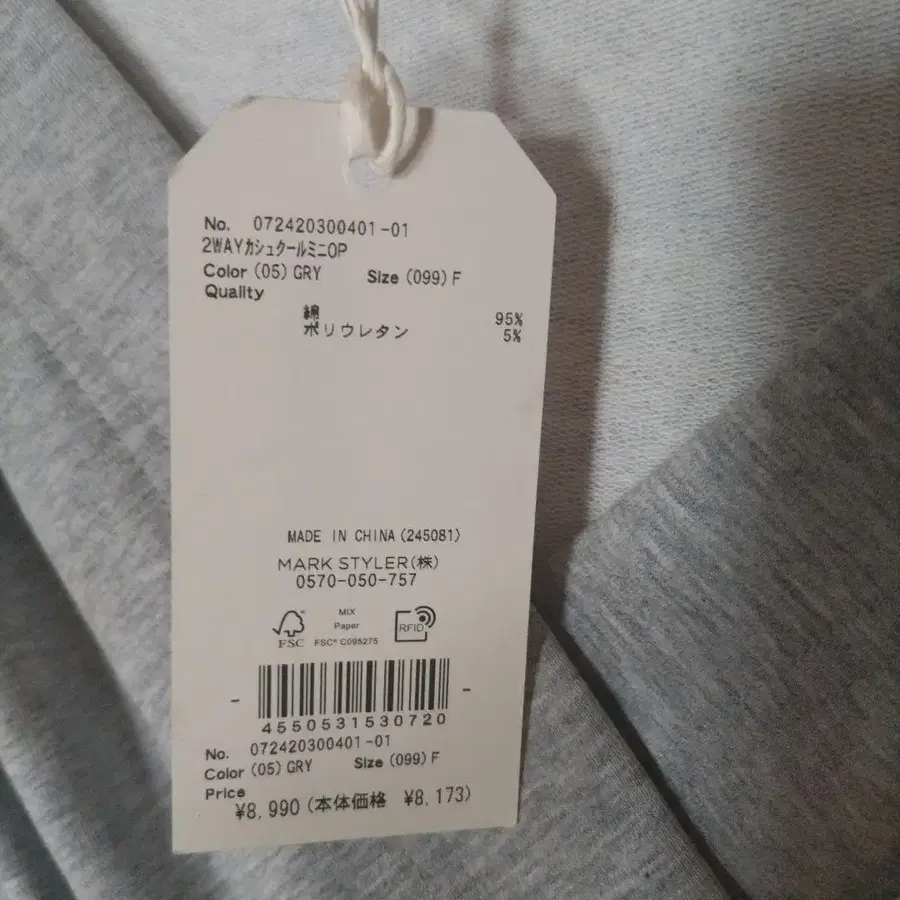 No. 072420300401-01
2WAYカシュクールミニOP
Color (05) GRY Size (099) F
Quality
綿 95%
ポリウレタン 5%
MADE IN CHINA (245081)
MARK STYLER(株)
0570-050-757
MIX
Paper
FSC FSC® C095275
RFID
4550531530720
No. 072420300401-01
Color (05) GRY Size (099) F
Price
¥8,990 (本体価格 ¥8,173)